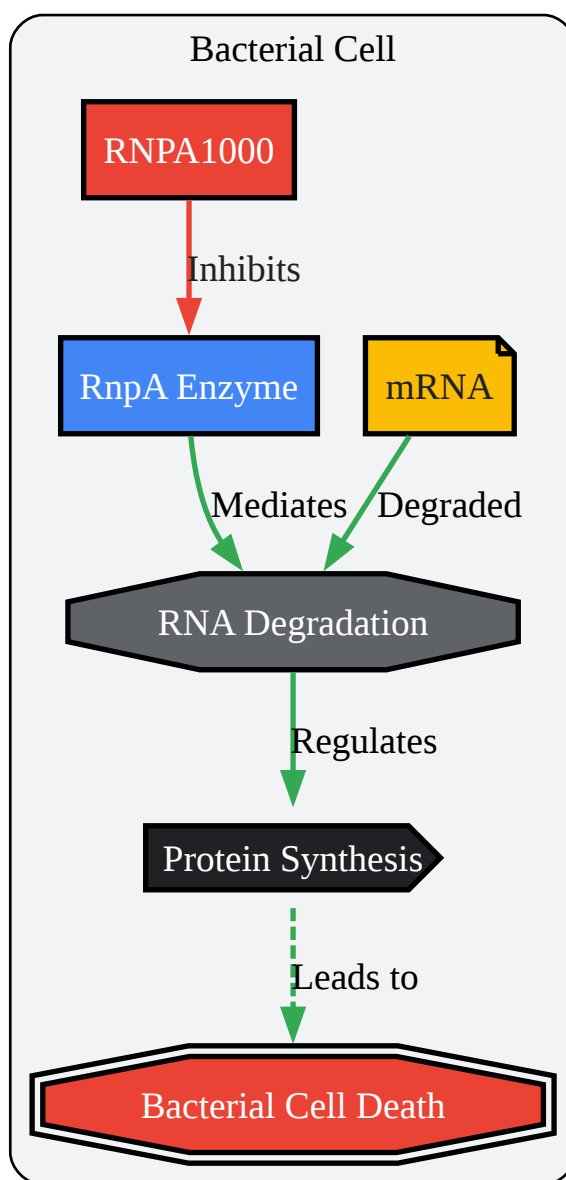 Bacterial Cell
RNPA1000
Inhibits
RnpA Enzyme
mRNA
Mediates
Degraded
RNA Degradation
Regulates
Protein Synthesis
Leads to
Bacterial Cell Death